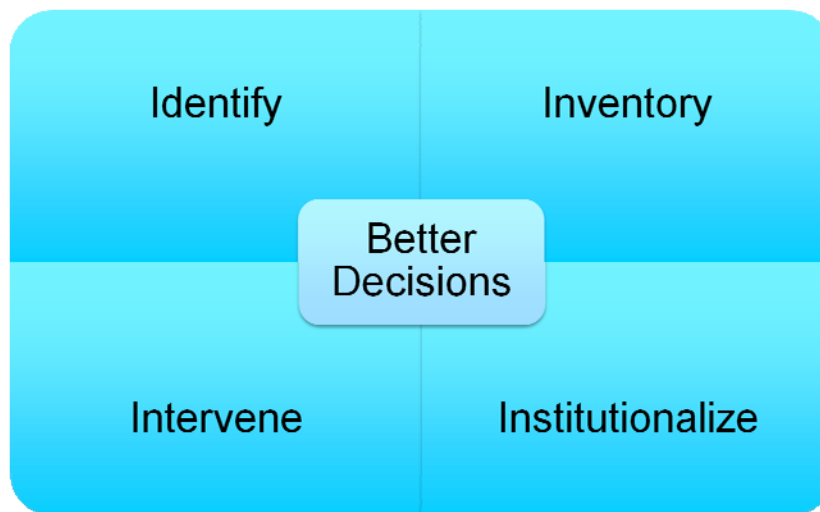 Identify
Inventory
Better
Decisions
Intervene
Institutionalize